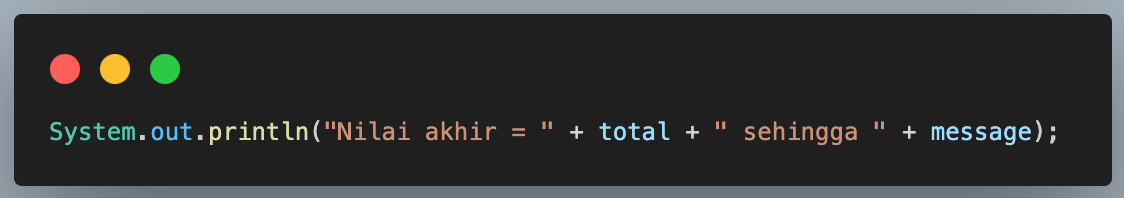 System.out.println("Nilai akhir = " + total + " sehingga " + message);